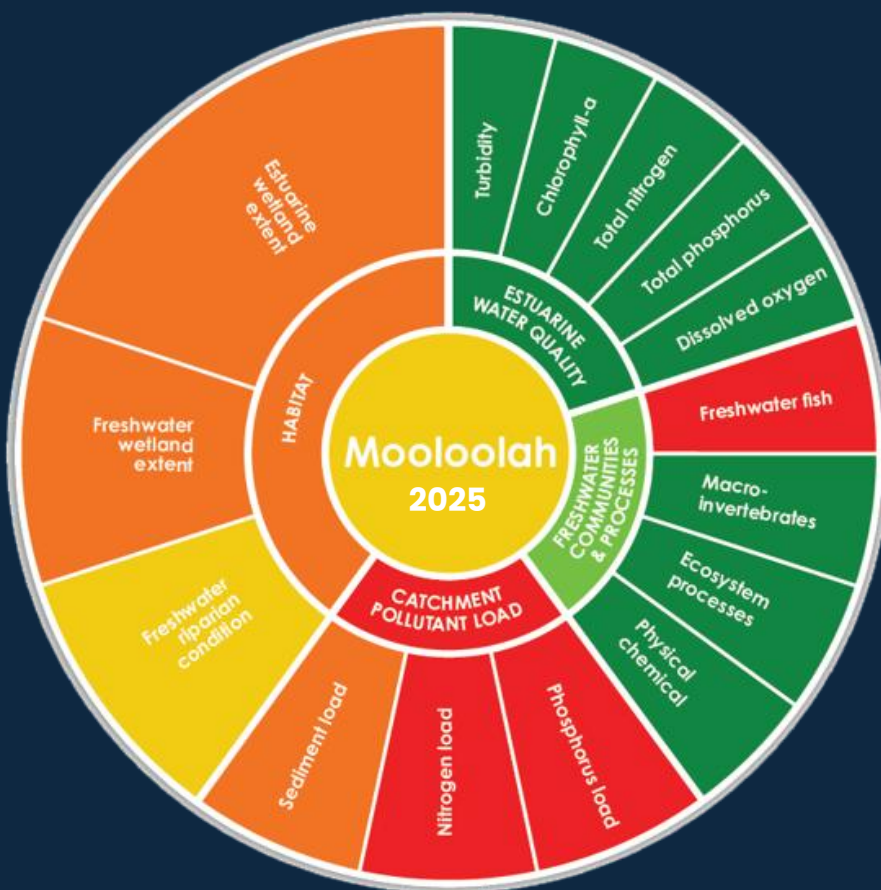 Mooloolah
2025
ESTUARINE
WATER QUALITY
Turbidity
Chlorophyll-a
Total nitrogen
Total phosphorus
Dissolved oxygen
FRESHWATER
COMMUNITIES
& PROCESSES
Freshwater fish
Macro-
invertebrates
Ecosystem
processes
Physical
chemical
CATCHMENT
POLLUTANT LOAD
Phosphorus load
Nitrogen load
Sediment load
HABITAT
Freshwater
riparian
condition
Freshwater
wetland
extent
Estuarine
wetland
extent